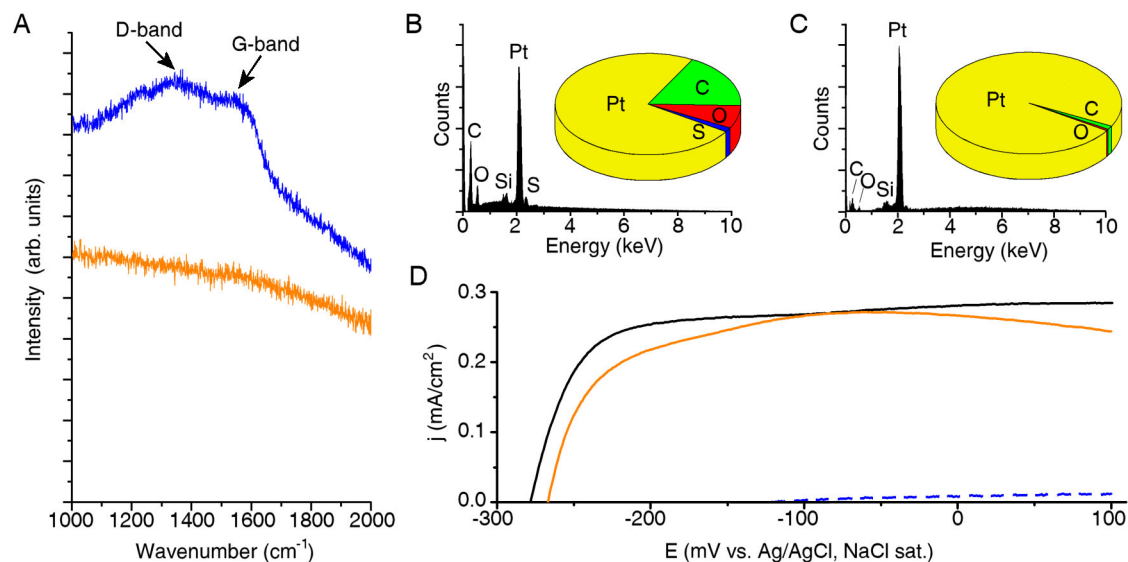 A
D-band
G-band
Intensity (arb. units)
1000 1200 1400 1600 1800 2000
Wavenumber (cm⁻¹)
B
Pt
C
O
Si
S
Counts
0 2 4 6 8 10
Energy (keV)
Pt
C
O
S
C
Pt
C
O
Si
Counts
0 2 4 6 8 10
Energy (keV)
Pt
C
O
D
0.3
0.2
0.1
0.0
j (mA/cm²)
-300 -200 -100 0 100
E (mV vs. Ag/AgCl, NaCl sat.)